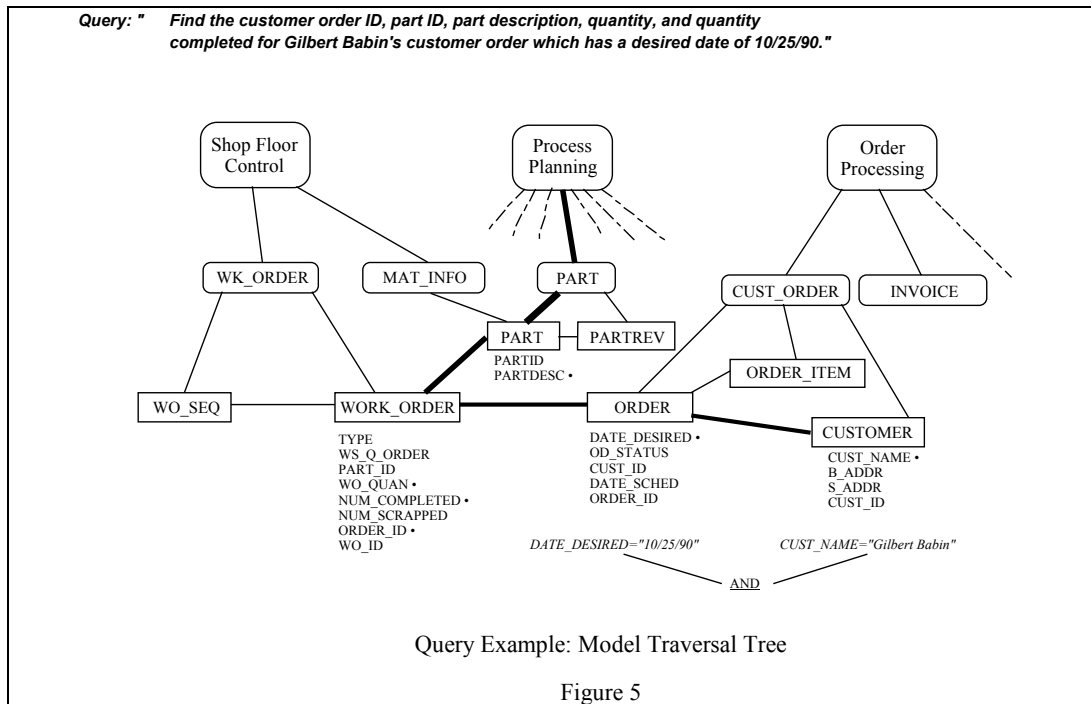 Query: " Find the customer order ID, part ID, part description, quantity, and quantity
completed for Gilbert Babin's customer order which has a desired date of 10/25/90."
Shop Floor
Control
Process
Planning
Order
Processing
WK_ORDER
MAT_INFO
PART
CUST_ORDER
INVOICE
PART
PARTREV
PARTID
PARTDESC •
ORDER_ITEM
WO_SEQ
WORK_ORDER
ORDER
CUSTOMER
TYPE
WS_Q_ORDER
PART_ID
WO_QUAN •
NUM_COMPLETED •
NUM_SCRAPPED
ORDER_ID •
WO_ID
DATE_DESIRED •
OD_STATUS
CUST_ID
DATE_SCHED
ORDER_ID
CUST_NAME •
B_ADDR
S_ADDR
CUST_ID
DATE_DESIRED="10/25/90"
CUST_NAME="Gilbert Babin"
AND
Query Example: Model Traversal Tree
Figure 5